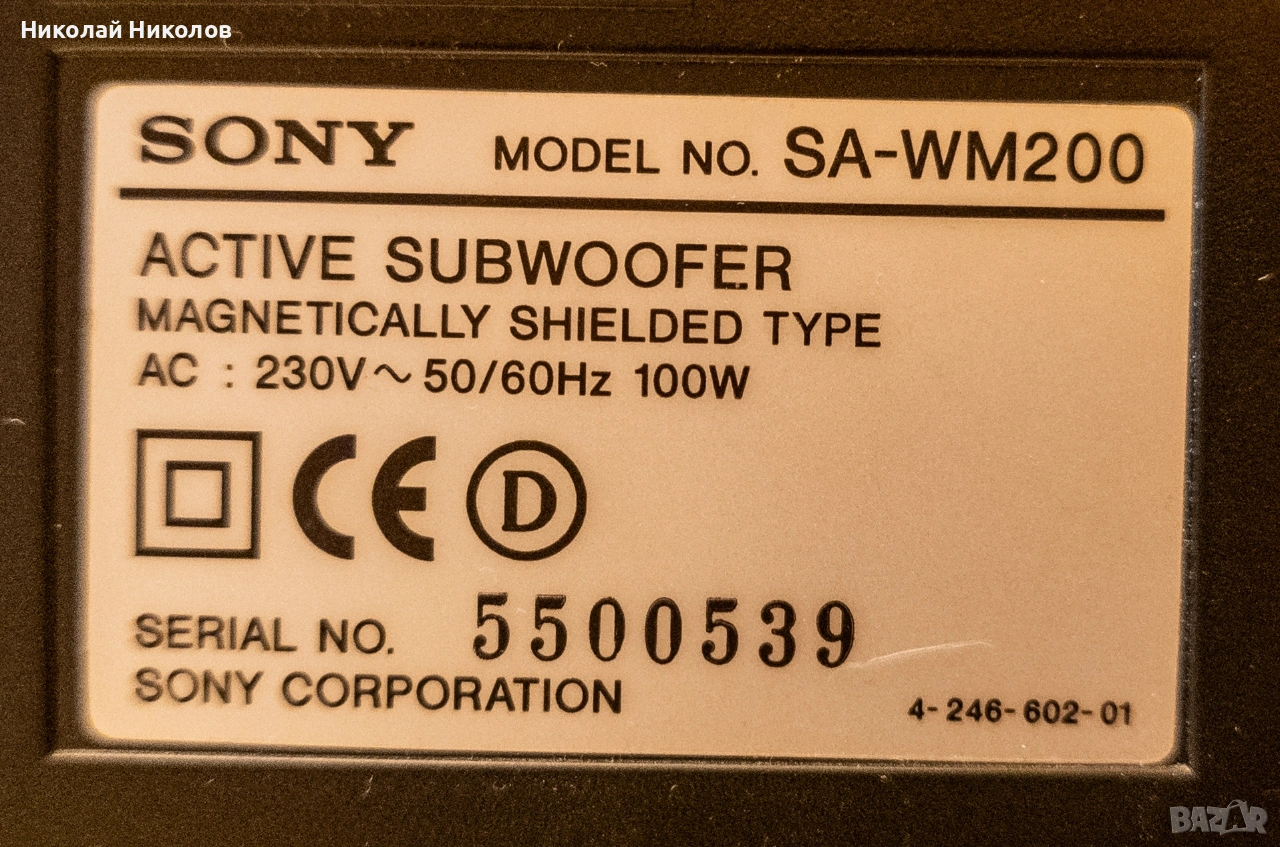 Николай Николов
SONY MODEL NO. SA-WM200
ACTIVE SUBWOOFER
MAGNETICALLY SHIELDED TYPE
AC : 230V～50/60Hz 100W
CE D
SERIAL NO. 5500539
SONY CORPORATION
4-246-602-01
BAZAR